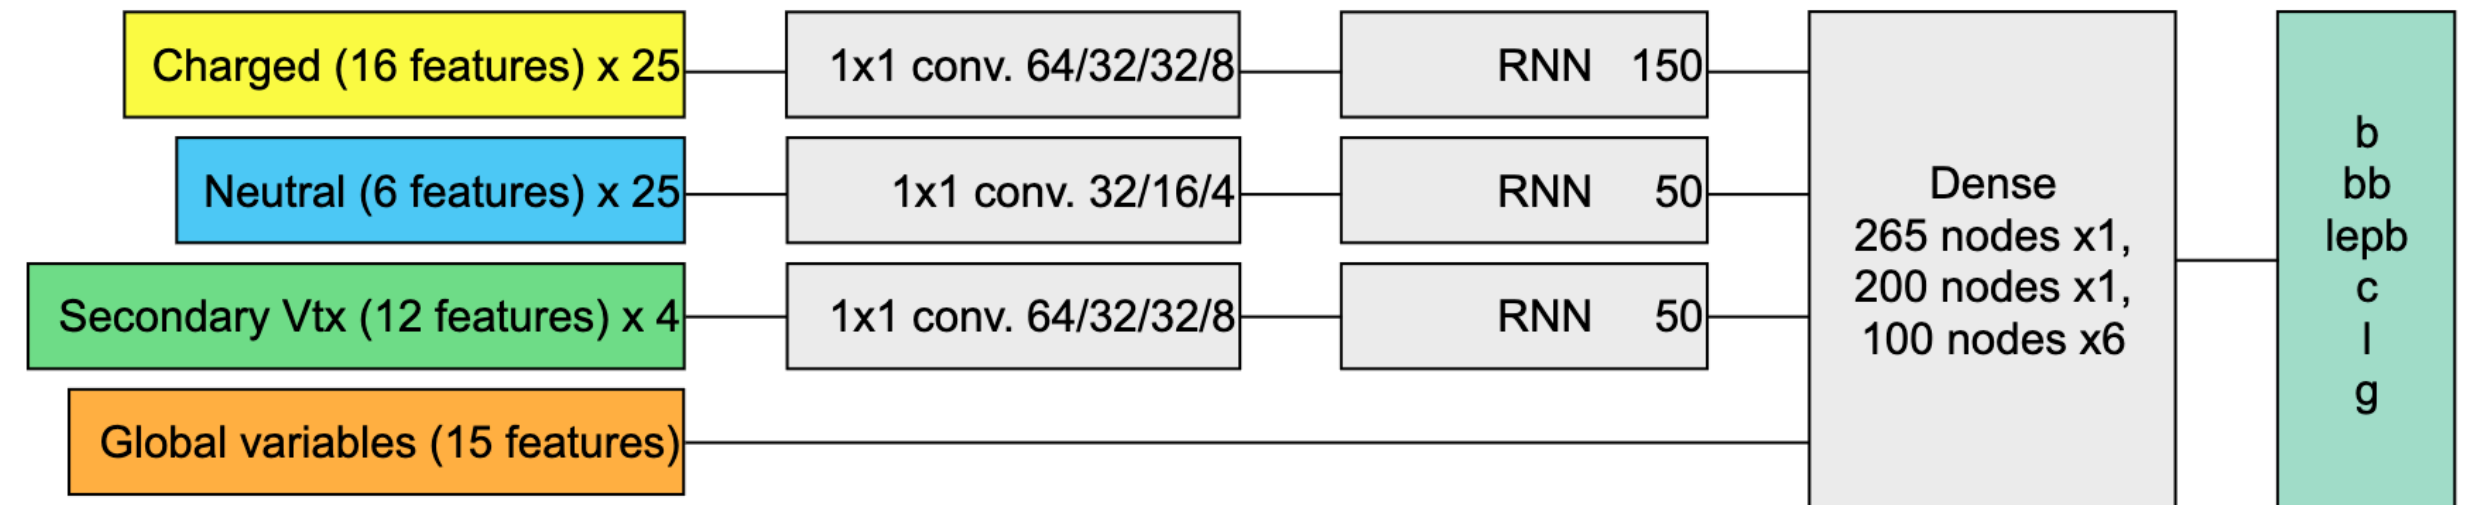 Charged (16 features) x 25
1x1 conv. 64/32/32/8
RNN 150
Neutral (6 features) x 25
1x1 conv. 32/16/4
RNN 50
Secondary Vtx (12 features) x 4
1x1 conv. 64/32/32/8
RNN 50
Global variables (15 features)
Dense
265 nodes x1,
200 nodes x1,
100 nodes x6
b
bb
lepb
c
l
g